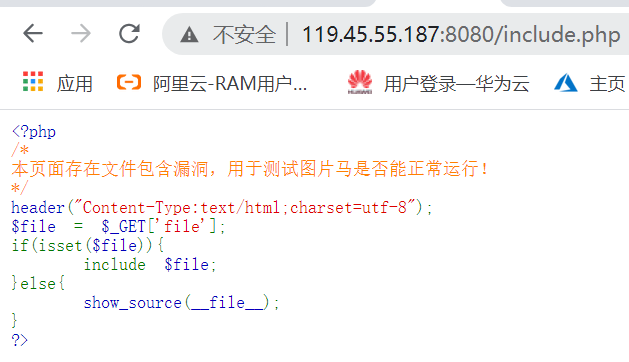 不安全 | 119.45.55.187:8080/include.php
应用 阿里云-RAM用户... HUAWEI 用户登录—华为云 主页
<?php
/*
本页面存在文件包含漏洞，用于测试图片马是否能正常运行！
*/
header("Content-Type:text/html;charset=utf-8");
$file = $_GET['file'];
if(isset($file)){
include $file;
}else{
show_source(__file__);
}
?>